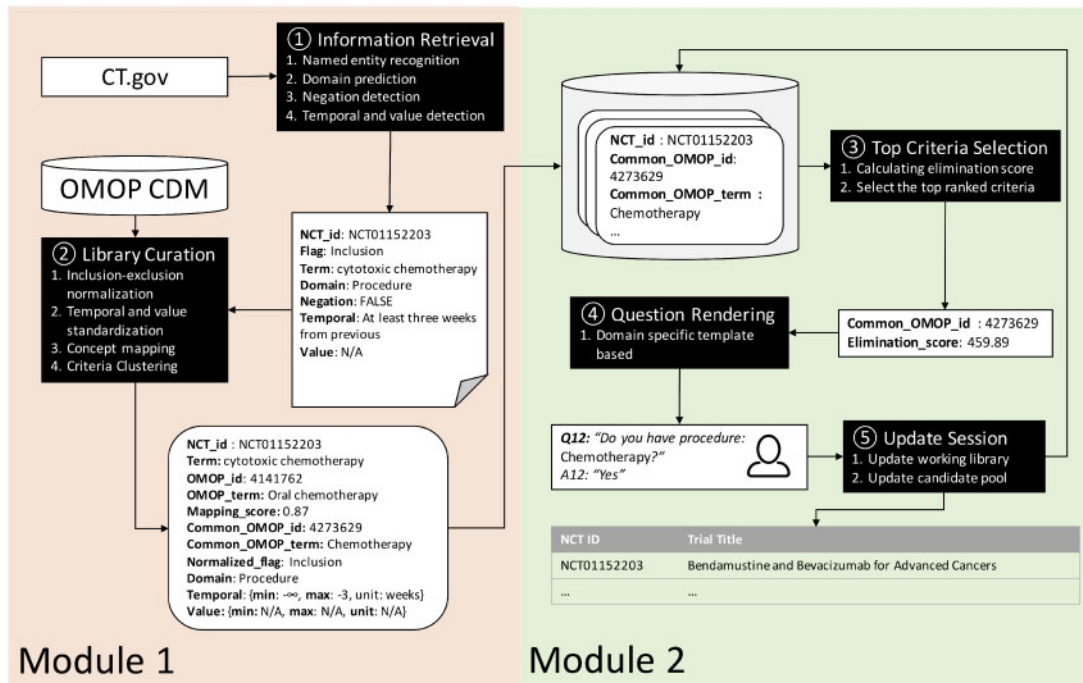 ① Information Retrieval
1. Named entity recognition
2. Domain prediction
3. Negation detection
4. Temporal and value detection
CT.gov
OMOP CDM
② Library Curation
1. Inclusion-exclusion
normalization
2. Temporal and value
standardization
3. Concept mapping
4. Criteria Clustering
NCT_id: NCT01152203
Flag: Inclusion
Term: cytotoxic chemotherapy
Domain: Procedure
Negation: FALSE
Temporal: At least three weeks
from previous
Value: N/A
NCT_id : NCT01152203
Term: cytotoxic chemotherapy
OMOP_id: 4141762
OMOP_term: Oral chemotherapy
Mapping_score: 0.87
Common_OMOP_id: 4273629
Common_OMOP_term: Chemotherapy
Normalized_flag: Inclusion
Domain: Procedure
Temporal: {min: -∞, max: -3, unit: weeks}
Value: {min: N/A, max: N/A, unit: N/A}
Module 1
NCT_id : NCT01152203
Common_OMOP_id:
4273629
Common_OMOP_term :
Chemotherapy
...
③ Top Criteria Selection
1. Calculating elimination score
2. Select the top ranked criteria
Common_OMOP_id : 4273629
Elimination_score: 459.89
④ Question Rendering
1. Domain specific template
based
Q12: “Do you have procedure:
Chemotherapy?”
A12: “Yes”
⑤ Update Session
1. Update working library
2. Update candidate pool
NCT ID Trial Title
NCT01152203 Bendamustine and Bevacizumab for Advanced Cancers
... ...
Module 2